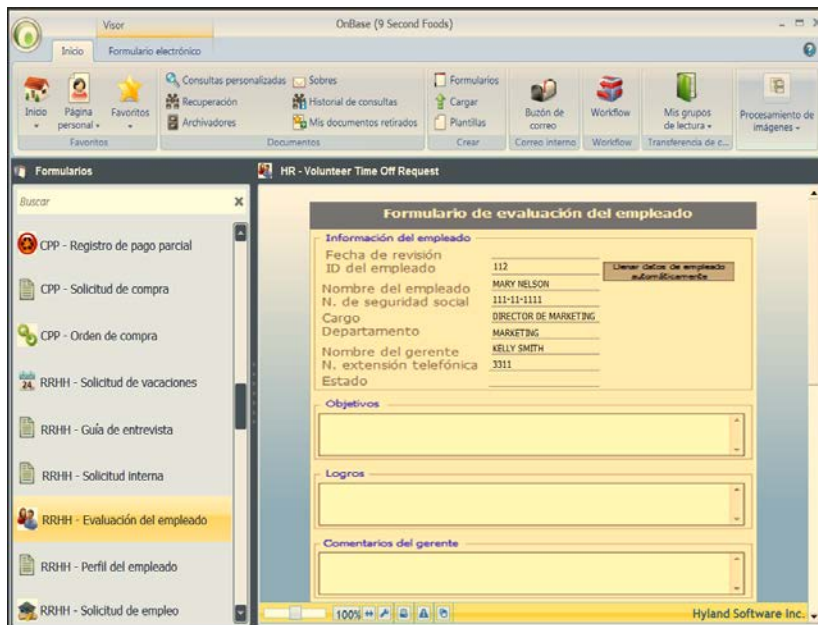 Visor
OnBase (9 Second Foods)
Inicio
Formulario electrónico
Inicio
Página personal
Favoritos
Favoritos
Consultas personalizadas
Recuperación
Archivadores
Sobres
Historial de consultas
Mis documentos retirados
Documentos
Formularios
Cargar
Plantillas
Crear
Buzón de correo
Correo interno
Workflow
Workflow
Mis grupos de lectura
Transferencia de c...
Procesamiento de imágenes
Formularios
Buscar
CPP - Registro de pago parcial
CPP - Solicitud de compra
CPP - Orden de compra
24
RRHH - Solicitud de vacaciones
RRHH - Guía de entrevista
RRHH - Solicitud interna
RRHH - Evaluación del empleado
RRHH - Perfil del empleado
RRHH - Solicitud de empleo
HR - Volunteer Time Off Request
Formulario de evaluación del empleado
Información del empleado
Fecha de revisión
ID del empleado 112
Llenar datos de empleado automáticamente
Nombre del empleado MARY NELSON
N. de seguridad social 111-11-1111
Cargo DIRECTOR DE MARKETING
Departamento MARKETING
Nombre del gerente KELLY SMITH
N. extensión telefónica 3311
Estado
Objetivos
Logros
Comentarios del gerente
100%
Hyland Software Inc.